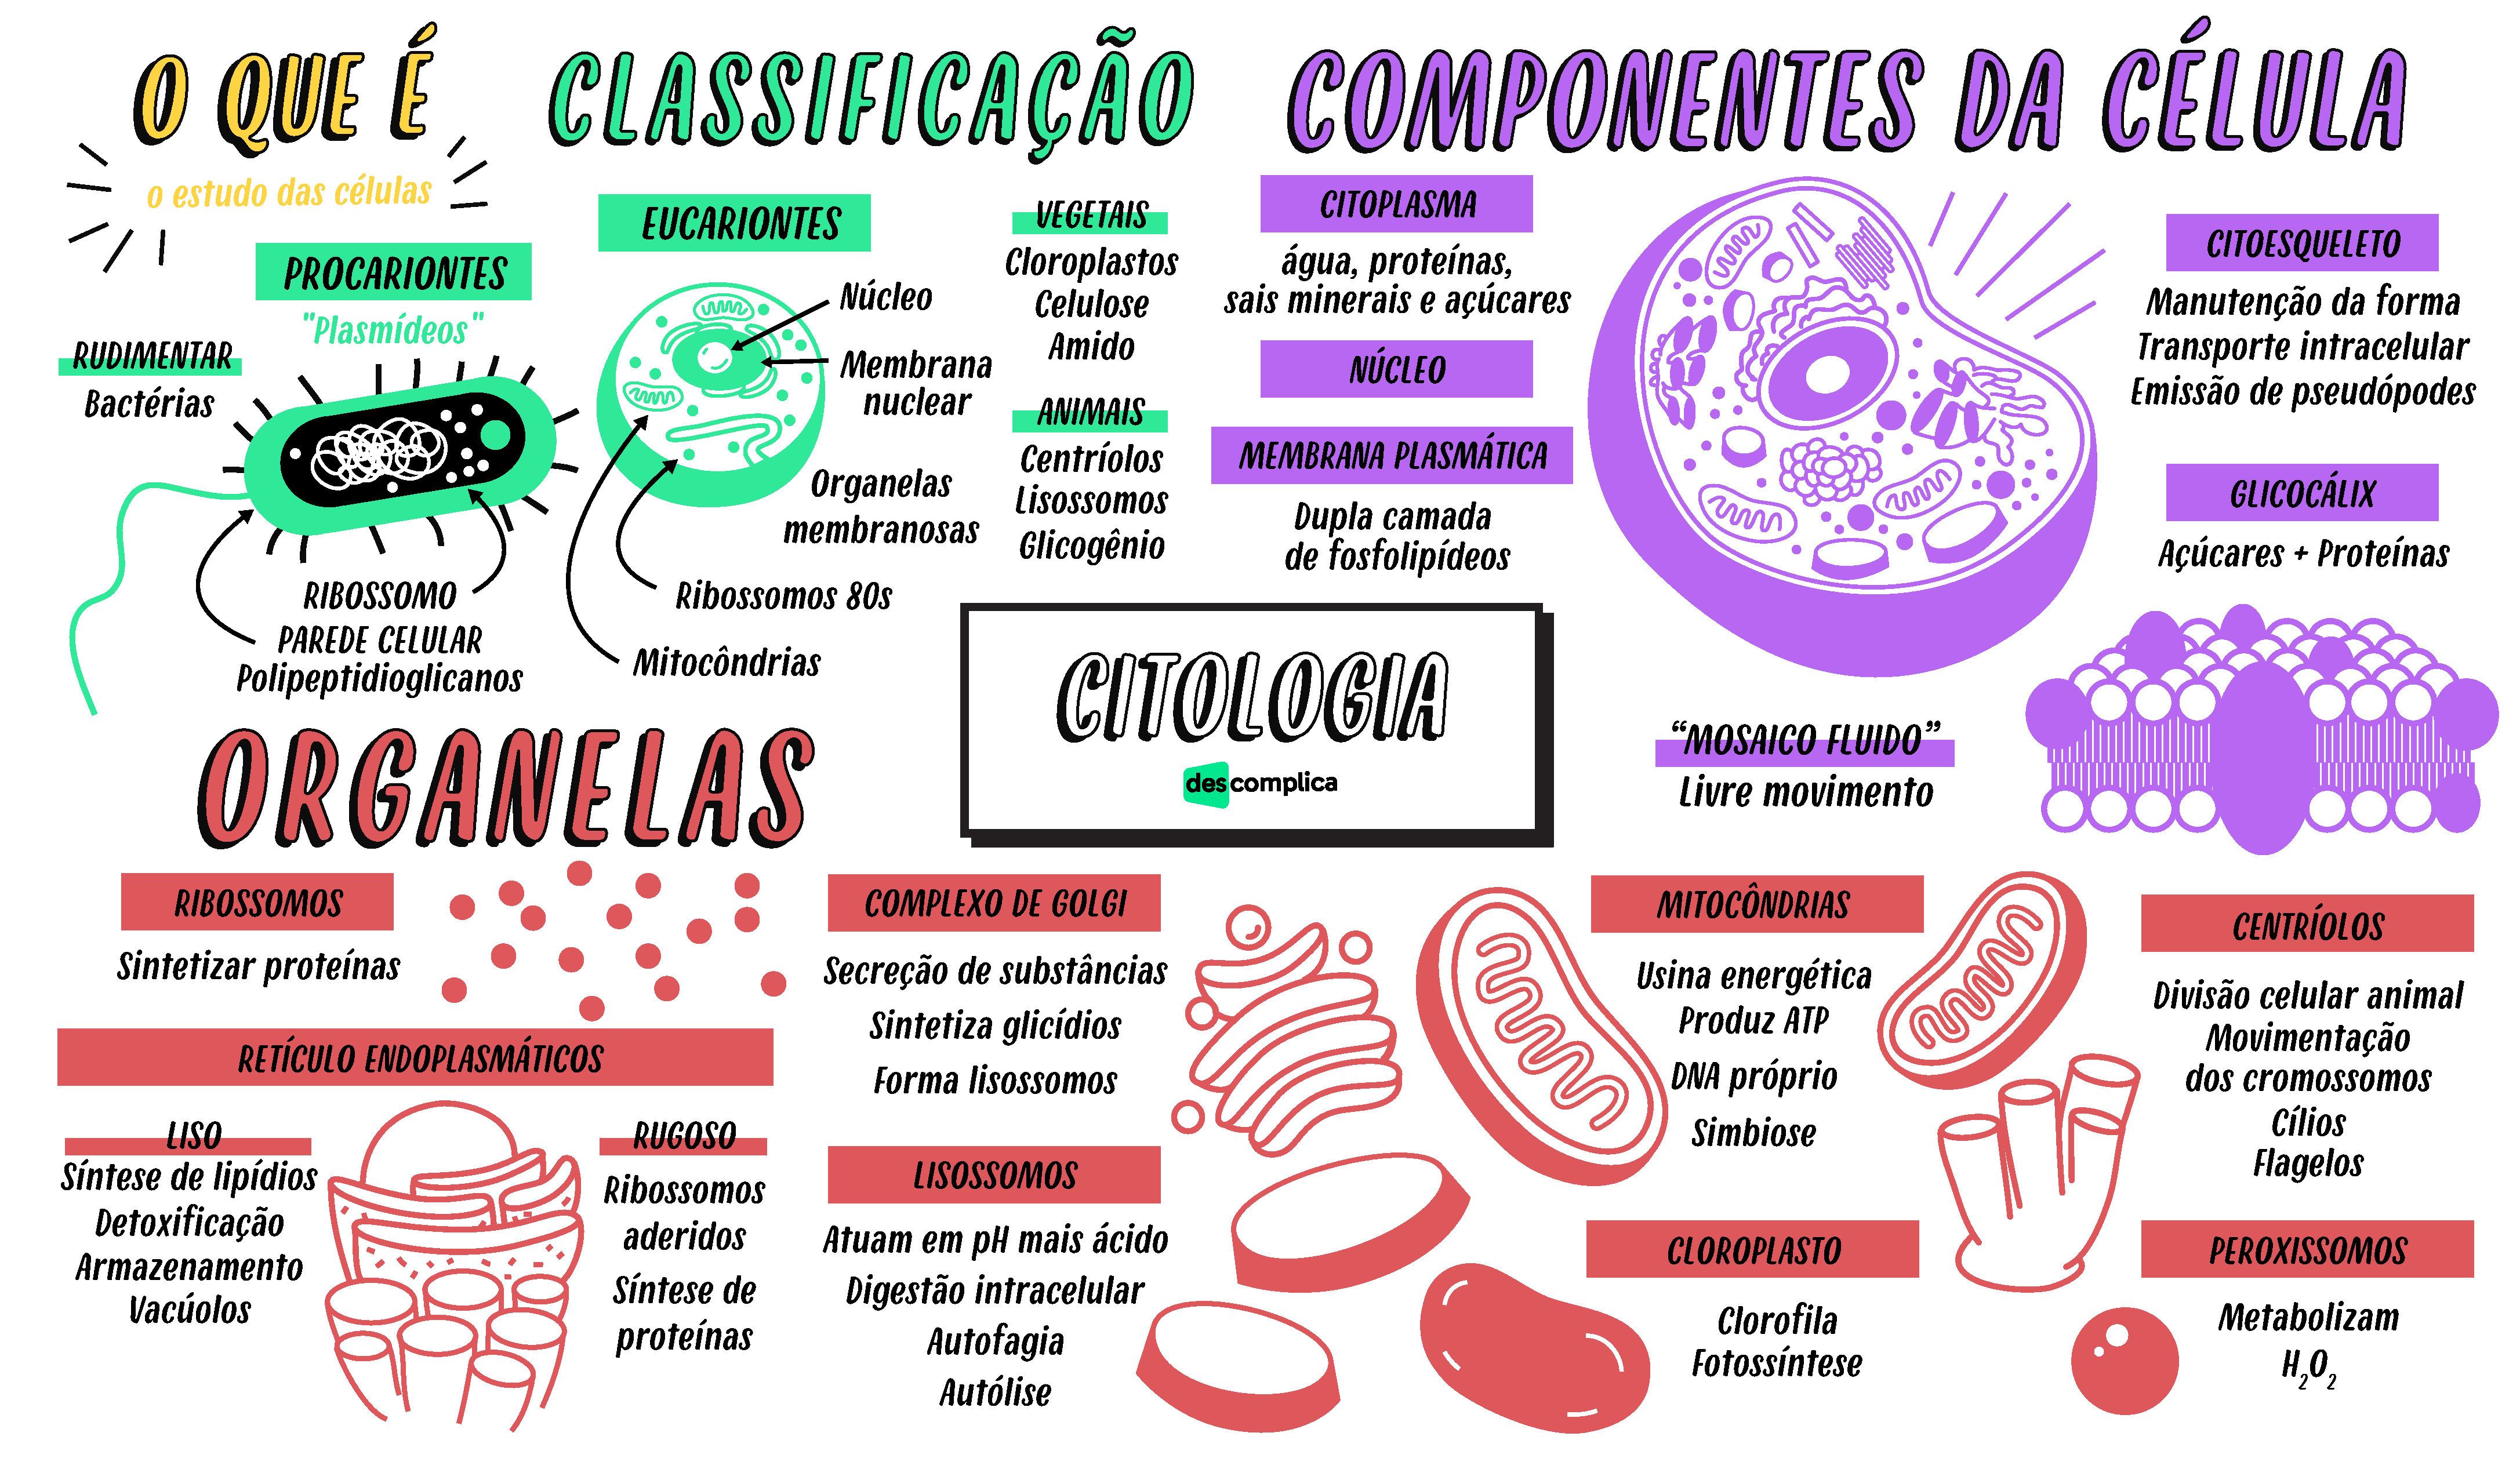 O QUE É
o estudo das células
CLASSIFICAÇÃO
PROCARIONTES
"Plasmídeos"
RUDIMENTAR
Bactérias
RIBOSSOMO
PAREDE CELULAR
Polipeptidioglicanos
EUCARIONTES
Núcleo
Membrana
nuclear
Organelas
membranosas
Ribossomos 80s
Mitocôndrias
VEGETAIS
Cloroplastos
Celulose
Amido
ANIMAIS
Centríolos
Lisossomos
Glicogênio
COMPONENTES DA CÉLULA
CITOPLASMA
água, proteínas,
sais minerais e açúcares
NÚCLEO
MEMBRANA PLASMÁTICA
Dupla camada
de fosfolipídeos
CITOESQUELETO
Manutenção da forma
Transporte intracelular
Emissão de pseudópodes
GLICOCÁLIX
Açúcares + Proteínas
“MOSAICO FLUIDO”
Livre movimento
CITOLOGIA
descomplica
ORGANELAS
RIBOSSOMOS
Sintetizar proteínas
RETÍCULO ENDOPLASMÁTICOS
LISO
Síntese de lipídios
Detoxificação
Armazenamento
Vacúolos
RUGOSO
Ribossomos
aderidos
Síntese de
proteínas
COMPLEXO DE GOLGI
Secreção de substâncias
Sintetiza glicídios
Forma lisossomos
LISOSSOMOS
Atuam em pH mais ácido
Digestão intracelular
Autofagia
Autólise
MITOCÔNDRIAS
Usina energética
Produz ATP
DNA próprio
Simbiose
CLOROPLASTO
Clorofila
Fotossíntese
CENTRÍOLOS
Divisão celular animal
Movimentação
dos cromossomos
Cílios
Flagelos
PEROXISSOMOS
Metabolizam
H₂O₂